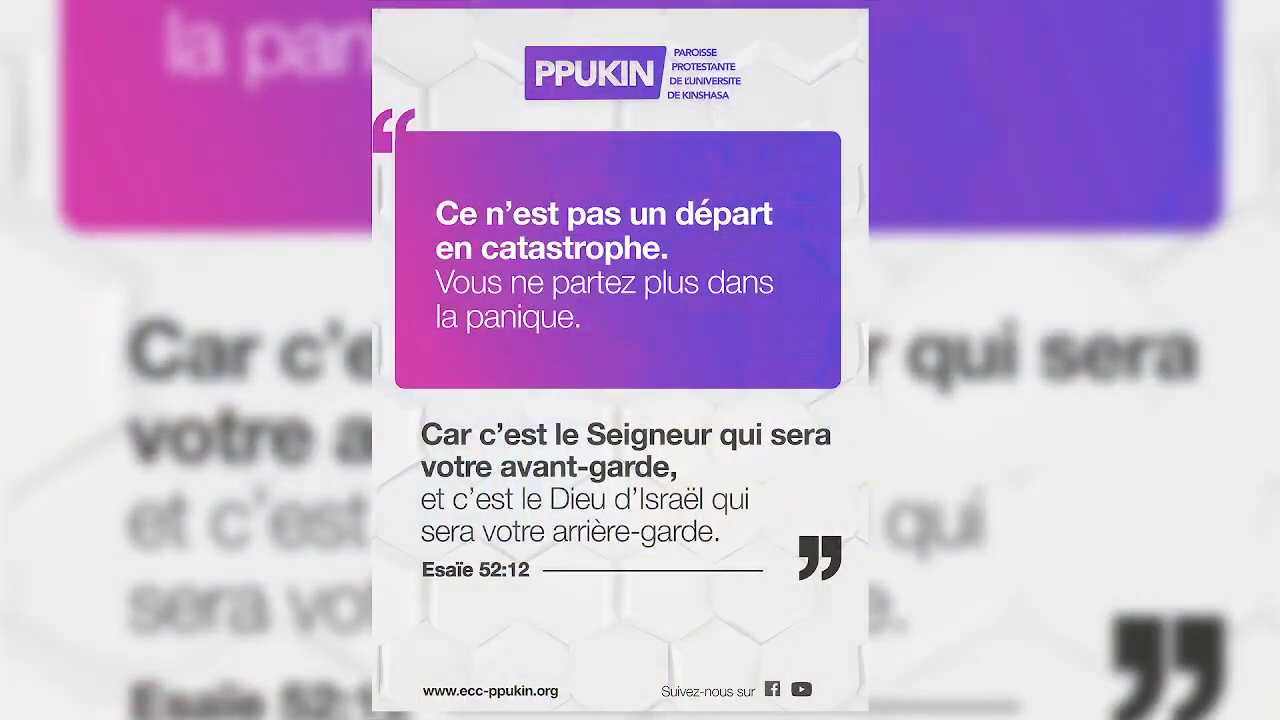 PPUKIN
PAROISSE
PROTESTANTE
DE L'UNIVERSITE
DE KINSHASA
“
Ce n’est pas un départ
en catastrophe.
Vous ne partez plus dans
la panique.
Car c’est le Seigneur qui sera
votre avant-garde,
et c’est le Dieu d’Israël qui
sera votre arrière-garde.
”
Esaïe 52:12
www.ecc-ppukin.org
Suivez-nous sur